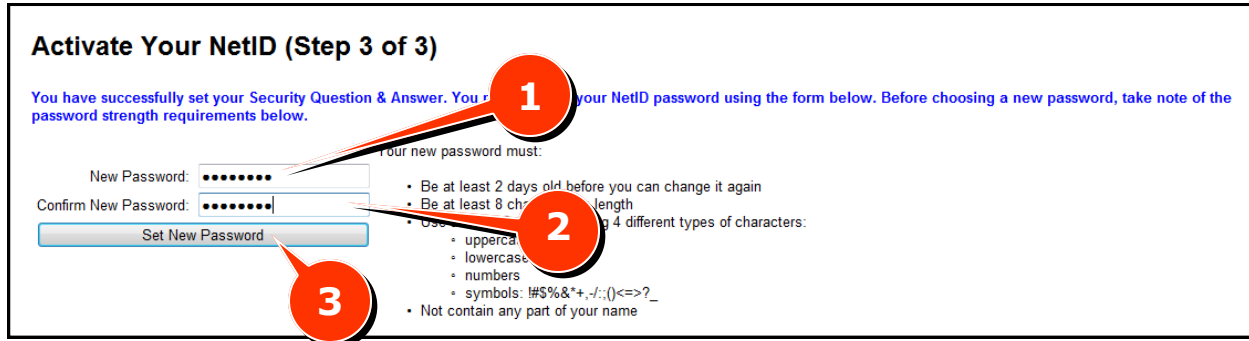 Activate Your NetID (Step 3 of 3)
You have successfully set your Security Question & Answer. You your NetID password using the form below. Before choosing a new password, take note of the
password strength requirements below.
1
Your new password must:
New Password: ●●●●●●●●
• Be at least 2 days old before you can change it again
Confirm New Password: ●●●●●●●●
• Be at least 8 length
2
• 4 different types of characters:
Set New Password
◦ 
◦ lowercase
◦ numbers
3
◦ symbols: !#$%&*+,-/:;()<=>?_
• Not contain any part of your name